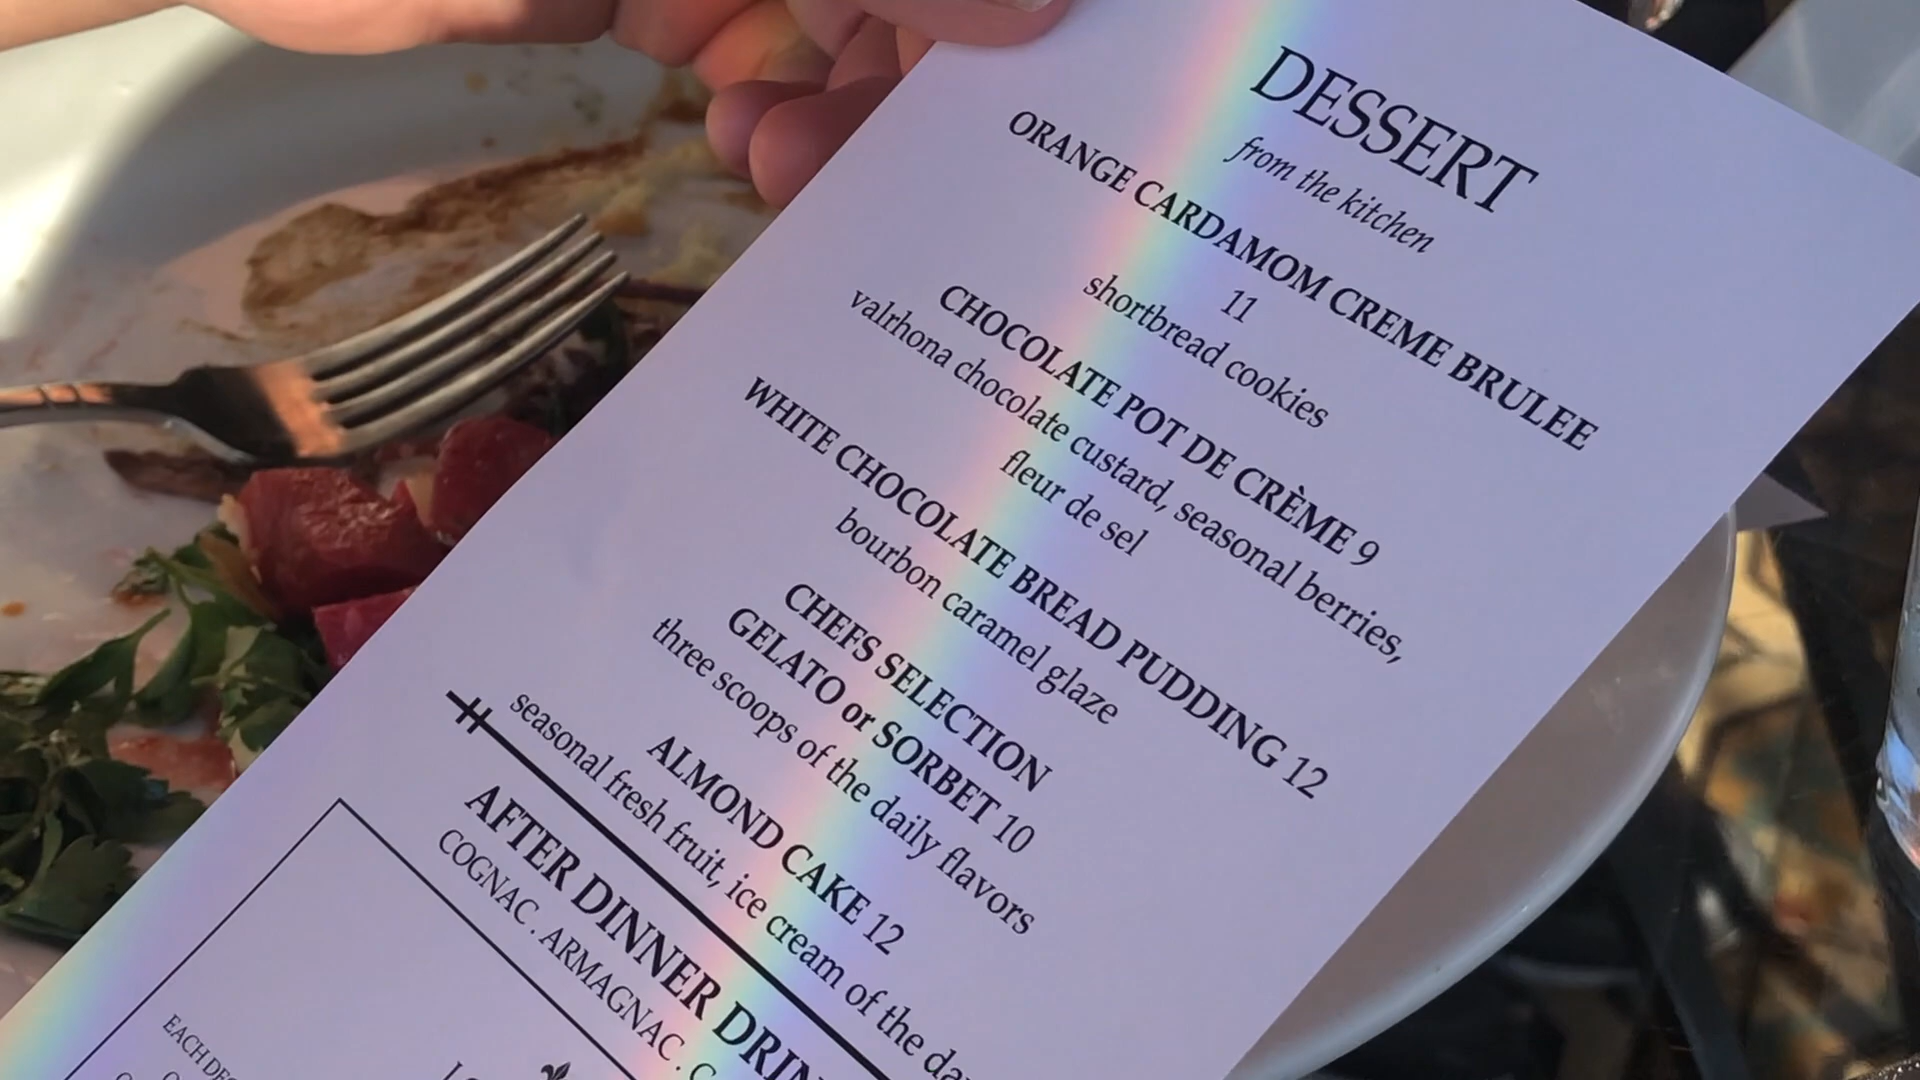 DESSERT
from the kitchen
ORANGE CARDAMOM CREME BRULEE
11
shortbread cookies
CHOCOLATE POT DE CRÈME 9
valrhona chocolate custard, seasonal berries,
fleur de sel
WHITE CHOCOLATE BREAD PUDDING 12
bourbon caramel glaze
CHEFS SELECTION
GELATO or SORBET 10
three scoops of the daily flavors
ALMOND CAKE 12
seasonal fresh fruit, ice cream of the
AFTER DINNER
COGNAC . ARMAGNAC .
EACH